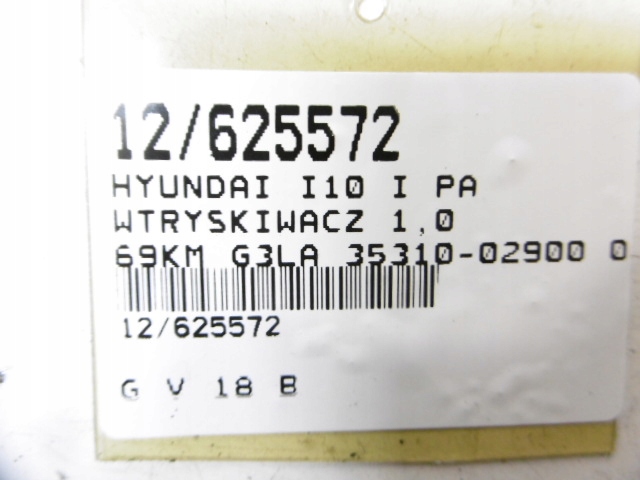 12/625572
HYUNDAI I10 I PA
WTRYSKIWACZ 1,0
69KM G3LA 35310-02900 0
12/625572
G V 18 B